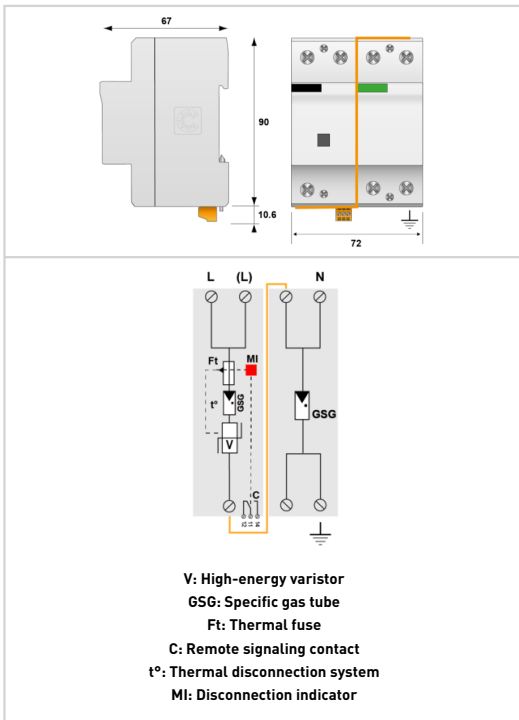 67
90
10.6
72
L (L) N
Ft MI
t° GSG GSG
V
C
12 11 14
V: High-energy varistor
GSG: Specific gas tube
Ft: Thermal fuse
C: Remote signaling contact
t°: Thermal disconnection system
MI: Disconnection indicator